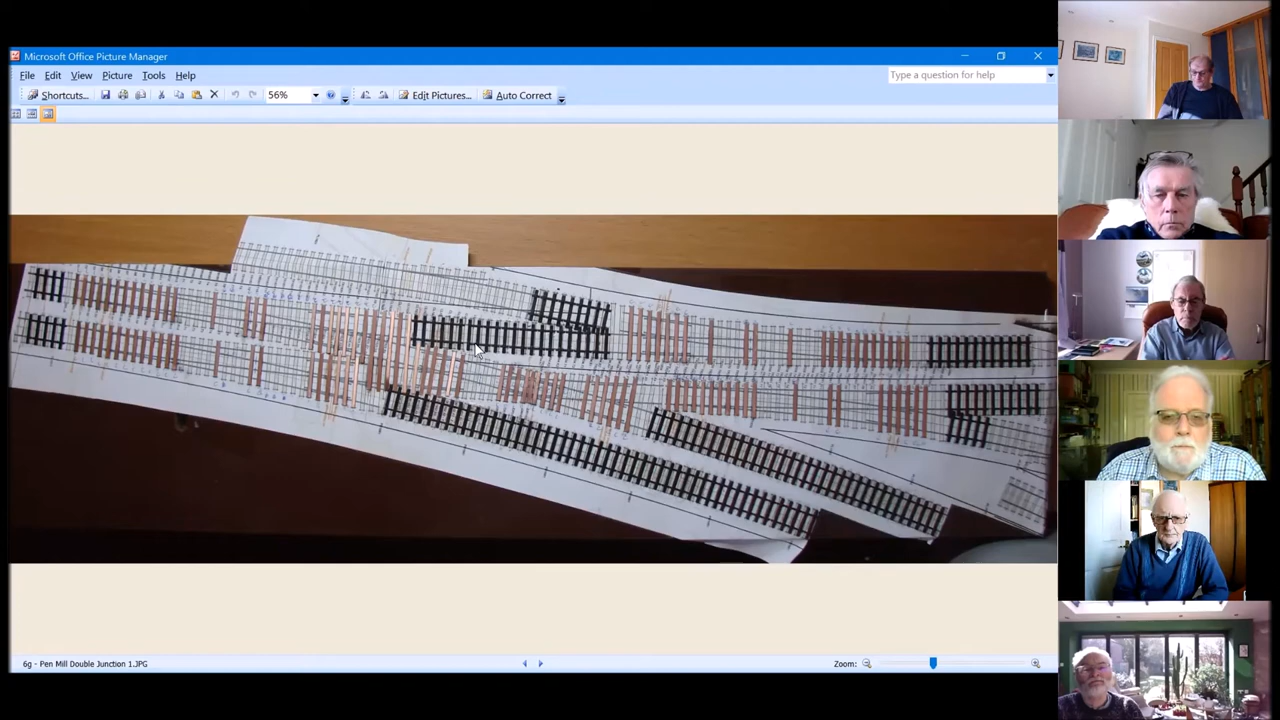 Microsoft Office Picture Manager
File Edit View Picture Tools Help
Type a question for help
Shortcuts... 56% Edit Pictures... Auto Correct
6g - Pen Mill Double Junction 1.JPG
Zoom: